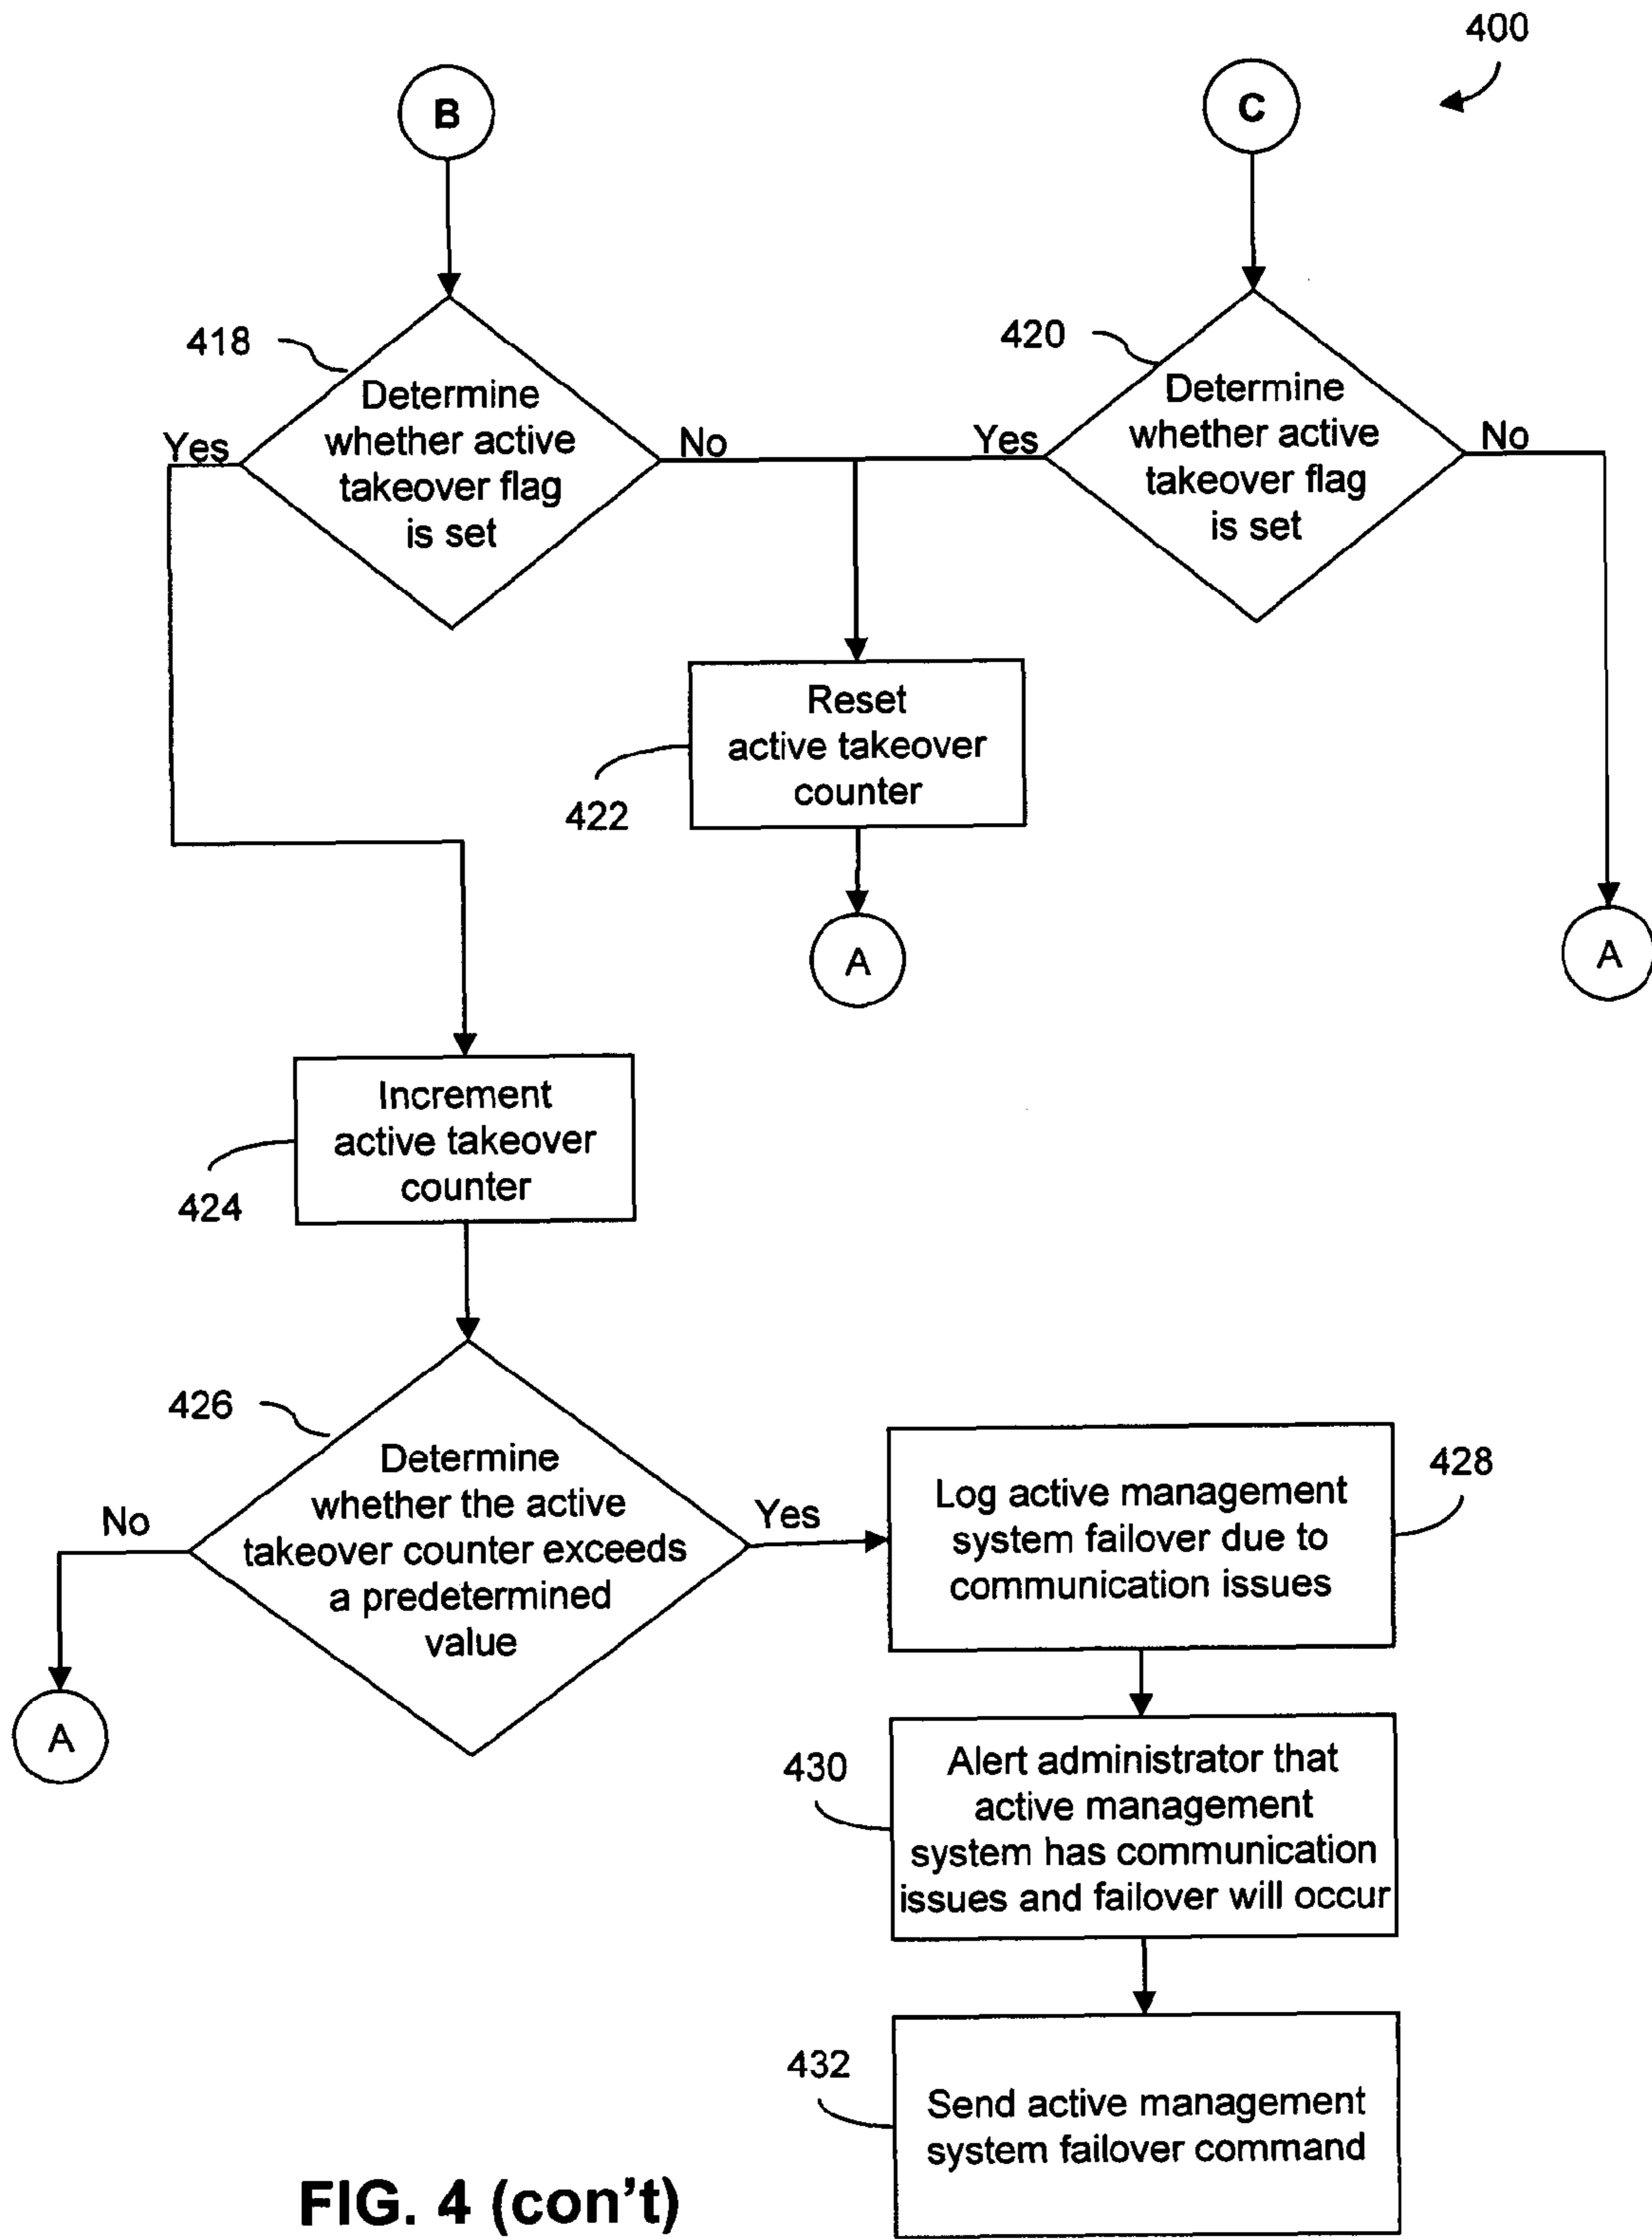 400
B
C
418
Determine
whether active
takeover flag
is set
Yes
No
420
Determine
whether active
takeover flag
is set
Yes
No
Reset
active takeover
counter
422
A
A
Increment
active takeover
counter
424
426
Determine
whether the active
takeover counter exceeds
a predetermined
value
No
Yes
A
Log active management
system failover due to
communication issues
428
430
Alert administrator that
active management
system has communication
issues and failover will occur
432
Send active management
system failover command
FIG. 4 (con't)